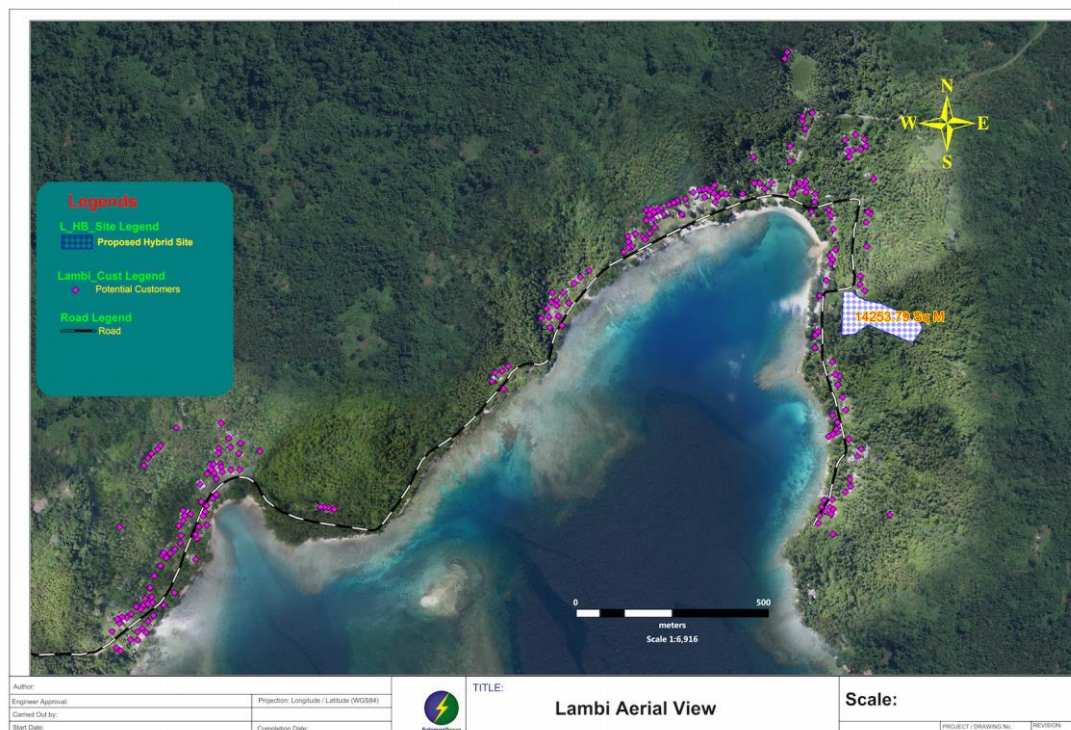 N
W E
S
Legends
L_HB_Site Legend
Proposed Hybrid Site
Lambi_Cust Legend
Potential Customers
Road Legend
Road
14253.79 Sq M
0 500
meters
Scale 1:6,916
Author:
Engineer Approval:
Projection: Longitude / Latitude (WGS84)
Carried Out by:
Start Date:
Completion Date:
TITLE:
Lambi Aerial View
Scale:
PROJECT / DRAWING No.
REVISION